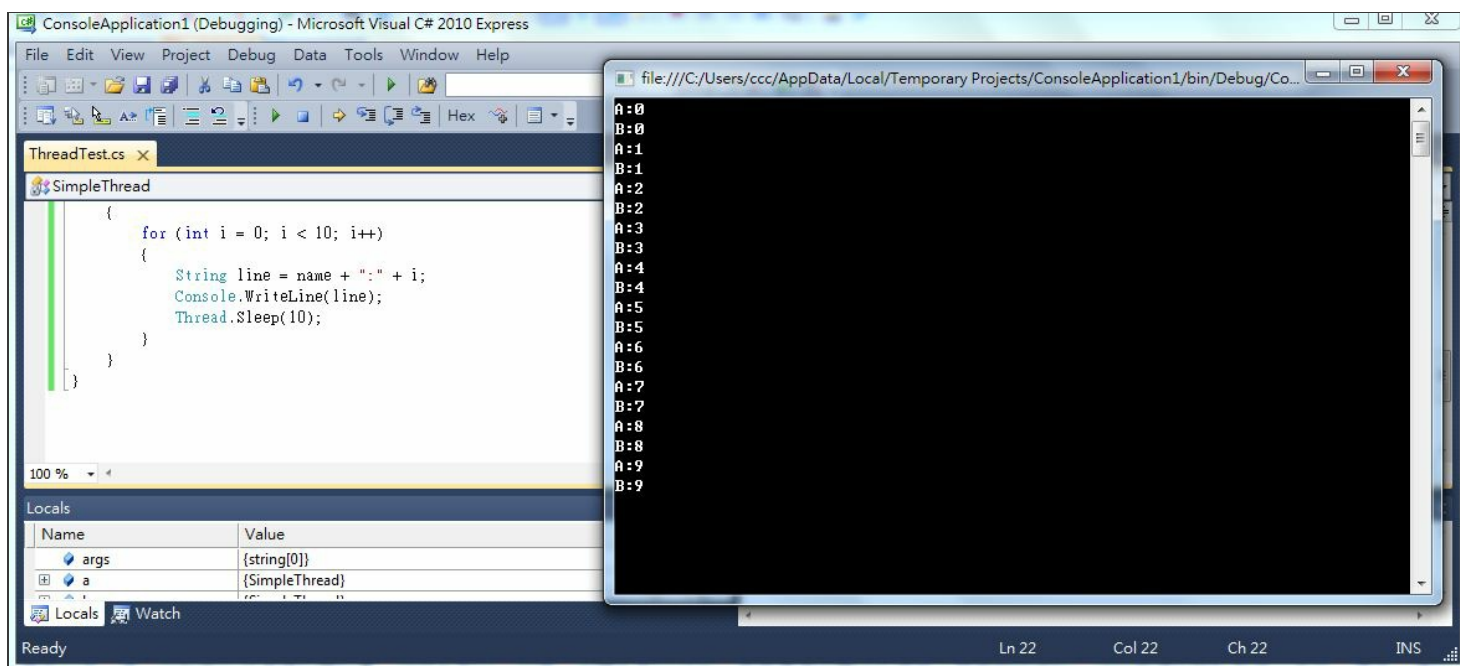 ConsoleApplication1 (Debugging) - Microsoft Visual C# 2010 Express
File Edit View Project Debug Data Tools Window Help
Hex
ThreadTest.cs
SimpleThread
{
for (int i = 0; i < 10; i++)
{
String line = name + ":" + i;
Console.WriteLine(line);
Thread.Sleep(10);
}
}
}
100 %
Locals
Name Value
args {string[0]}
a {SimpleThread}
Locals Watch
Ready Ln 22 Col 22 Ch 22 INS
file:///C:/Users/ccc/AppData/Local/Temporary Projects/ConsoleApplication1/bin/Debug/Co...
A:0
B:0
A:1
B:1
A:2
B:2
A:3
B:3
A:4
B:4
A:5
B:5
A:6
B:6
A:7
B:7
A:8
B:8
A:9
B:9